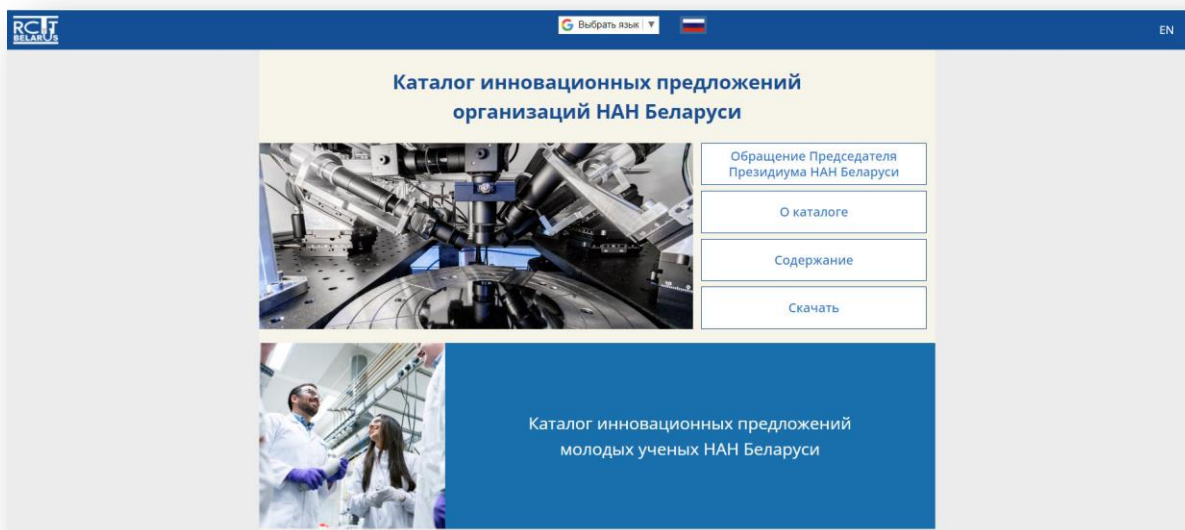 RCTT
BELARUS
Выбрать язык ▼
EN
Каталог инновационных предложений
организаций НАН Беларуси
Обращение Председателя
Президиума НАН Беларуси
О каталоге
Содержание
Скачать
Каталог инновационных предложений
молодых ученых НАН Беларуси